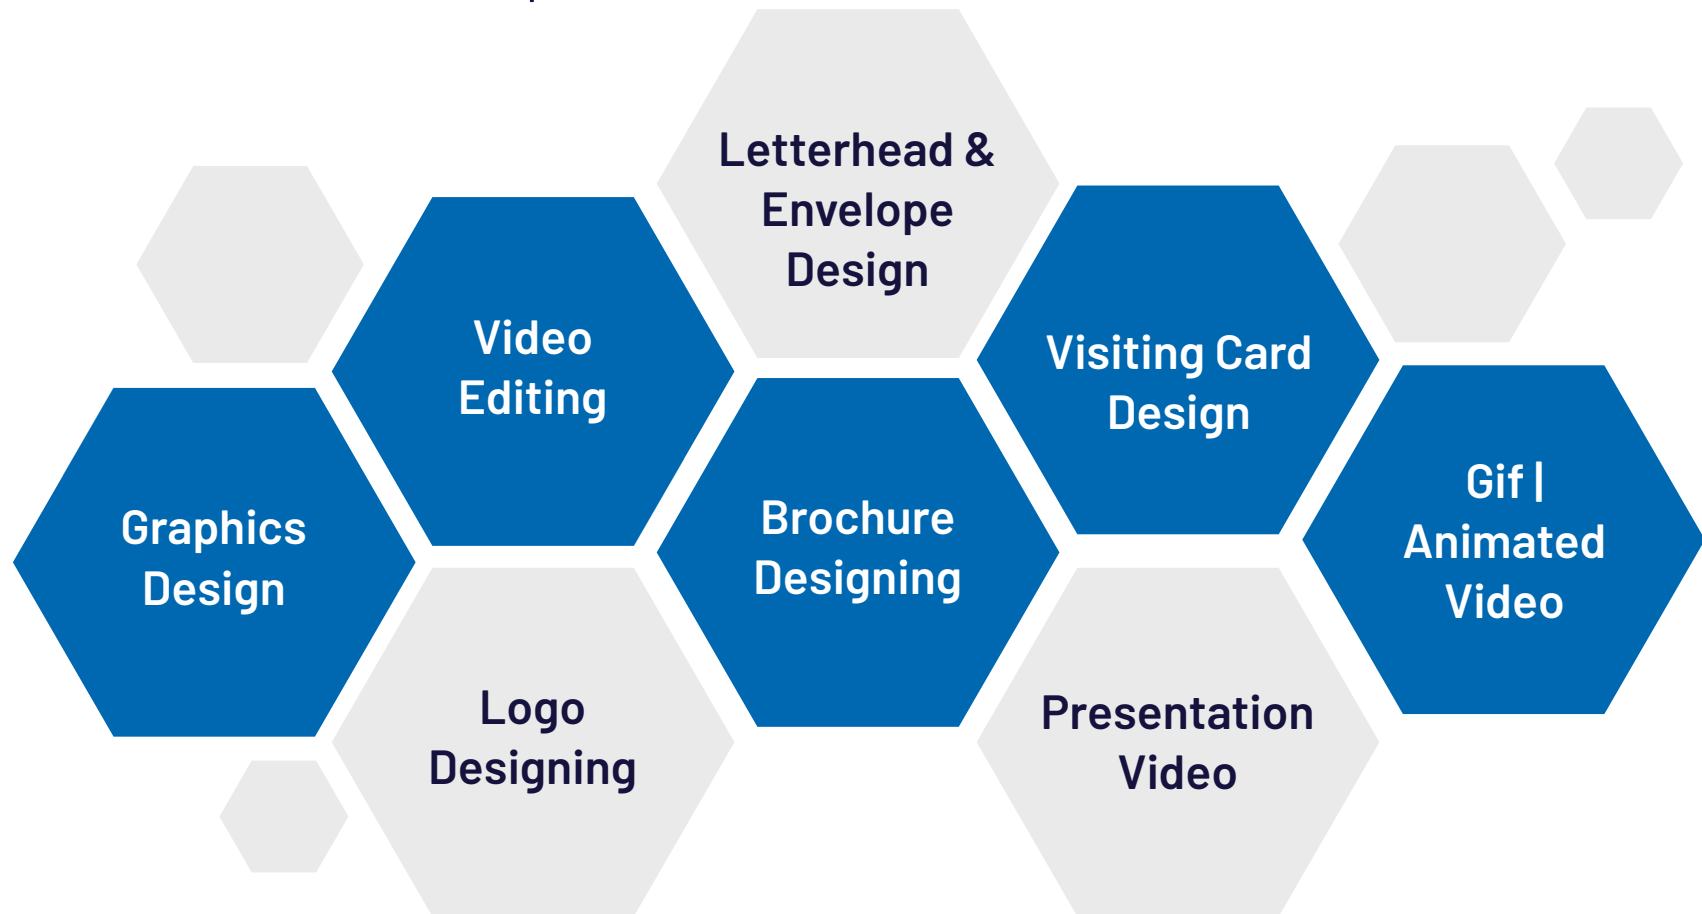 Letterhead &
Envelope
Design
Video
Editing
Visiting Card
Design
Graphics
Design
Brochure
Designing
Gif |
Animated
Video
Logo
Designing
Presentation
Video